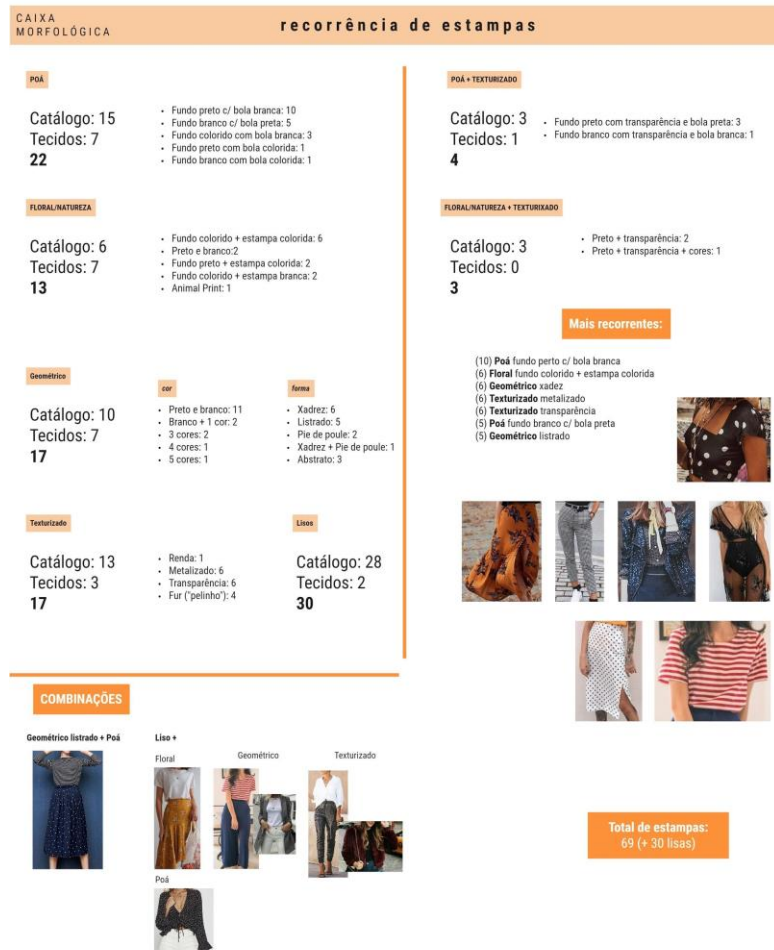 CAIXA
MORFOLÓGICA
recorrência de estampas
POÁ
Catálogo: 15
Tecidos: 7
22
• Fundo preto c/ bola branca: 10
• Fundo branco c/ bola preta: 5
• Fundo colorido com bola branca: 3
• Fundo preto com bola colorida: 1
• Fundo branco com bola colorida: 1
FLORAL/NATUREZA
Catálogo: 6
Tecidos: 7
13
• Fundo colorido + estampa colorida: 6
• Preto e branco:2
• Fundo preto + estampa colorida: 2
• Fundo colorido + estampa branca: 2
• Animal Print: 1
Geométrico
Catálogo: 10
Tecidos: 7
17
cor
• Preto e branco: 11
• Branco + 1 cor: 2
• 3 cores: 2
• 4 cores: 1
• 5 cores: 1
forma
• Xadrez: 6
• Listrado: 5
• Pie de poule: 2
• Xadrez + Pie de poule: 1
• Abstrato: 3
Texturizado
Catálogo: 13
Tecidos: 3
17
• Renda: 1
• Metalizado: 6
• Transparência: 6
• Fur ("pelinho"): 4
Lisos
Catálogo: 28
Tecidos: 2
30
POÁ + TEXTURIZADO
Catálogo: 3
Tecidos: 1
4
• Fundo preto com transparência e bola preta: 3
• Fundo branco com transparência e bola branca: 1
FLORAL/NATUREZA + TEXTURIXADO
Catálogo: 3
Tecidos: 0
3
• Preto + transparência: 2
• Preto + transparência + cores: 1
Mais recorrentes:
(10) Poá fundo perto c/ bola branca
(6) Floral fundo colorido + estampa colorida
(6) Geométrico xadez
(6) Texturizado metalizado
(6) Texturizado transparência
(5) Poá fundo branco c/ bola preta
(5) Geométrico listrado
COMBINAÇÕES
Geométrico listrado + Poá
Liso +
Floral
Geométrico
Texturizado
Poá
Total de estampas:
69 (+ 30 lisas)